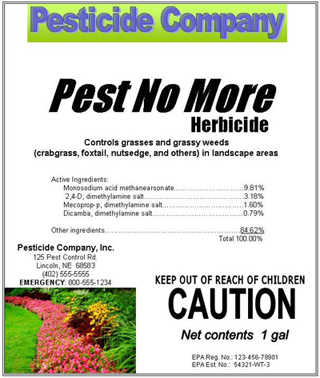 Pesticide Company
Pest No More
Herbicide
Controls grasses and grassy weeds
(crabgrass, foxtail, nutsedge, and others) in landscape areas
Active Ingredients:
Monosodium acid methanearsonate.......................9.81%
2,4-D, dimethylamine salt.................................3.18%
Mecoprop-p, dimethylamine salt..........................1.60%
Dicamba, dimethylamine salt..............................0.79%
Other ingredients..............................................84.62%
Total 100.00%
Pesticide Company, Inc.
125 Pest Control Rd.
Lincoln, NE 68583
(402) 555-5555
EMERGENCY: 800-555-1234
KEEP OUT OF REACH OF CHILDREN
CAUTION
Net contents 1 gal
EPA Reg. No.: 123-456-78901
EPA Est. No.: 54321-WT-3